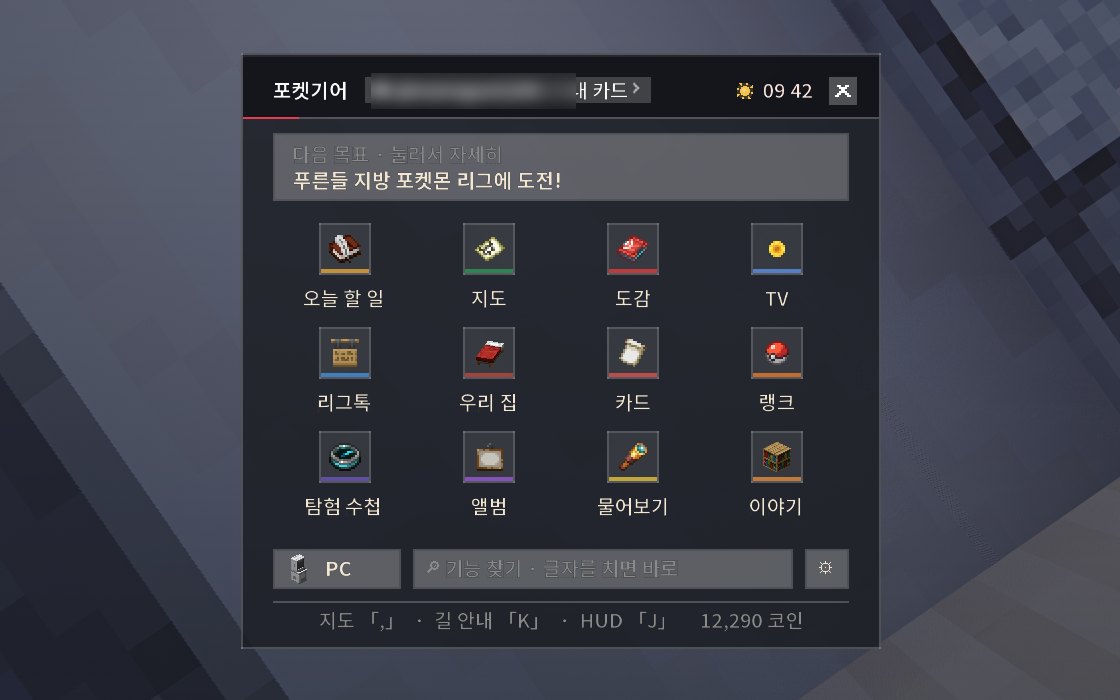 포켓기어
내 카드 >
09 42
다음 목표 · 눌러서 자세히
푸른들 지방 포켓몬 리그에 도전!
오늘 할 일 지도 도감 TV
리그톡 우리 집 카드 랭크
탐험 수첩 앨범 물어보기 이야기
PC
기능 찾기 · 글자를 치면 바로
지도 「,」 · 길 안내 「K」 · HUD 「J」 12,290 코인